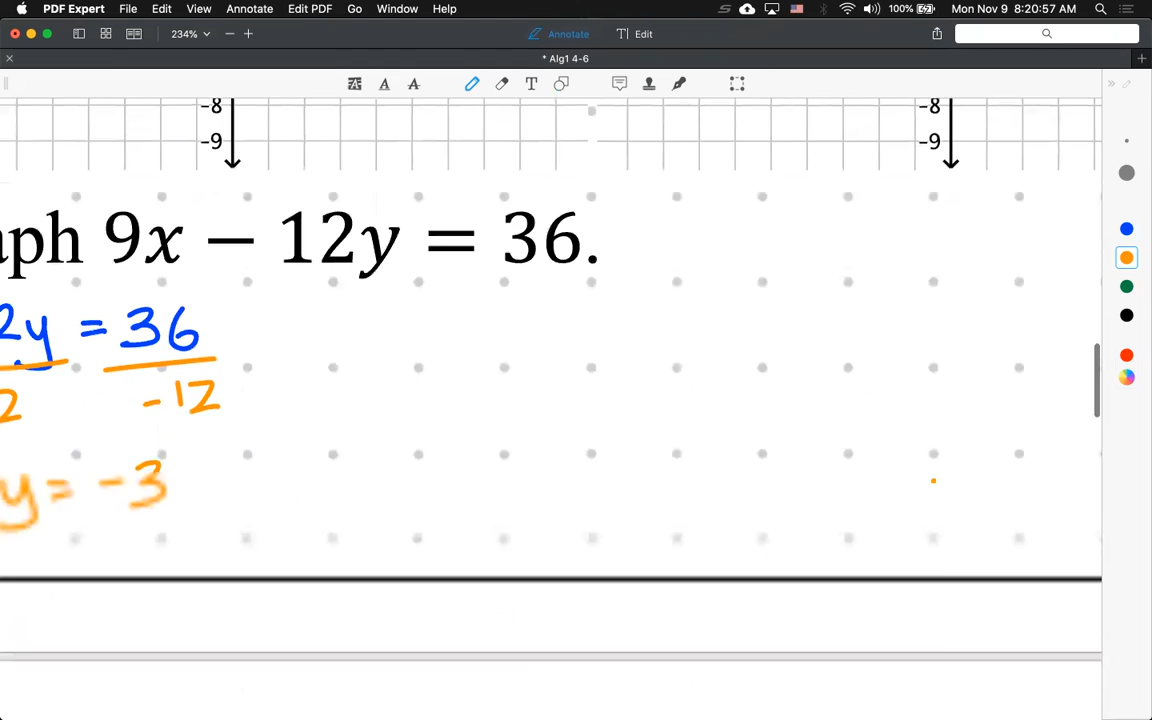 PDF Expert File Edit View Annotate Edit PDF Go Window Help 100% Mon Nov 9 8:20:57 AM
234% Annotate Edit
* Alg1 4-6
A A A T
-8 -8
-9 -9
aph 9x − 12y = 36.
2y = 36
2 -12
y = -3